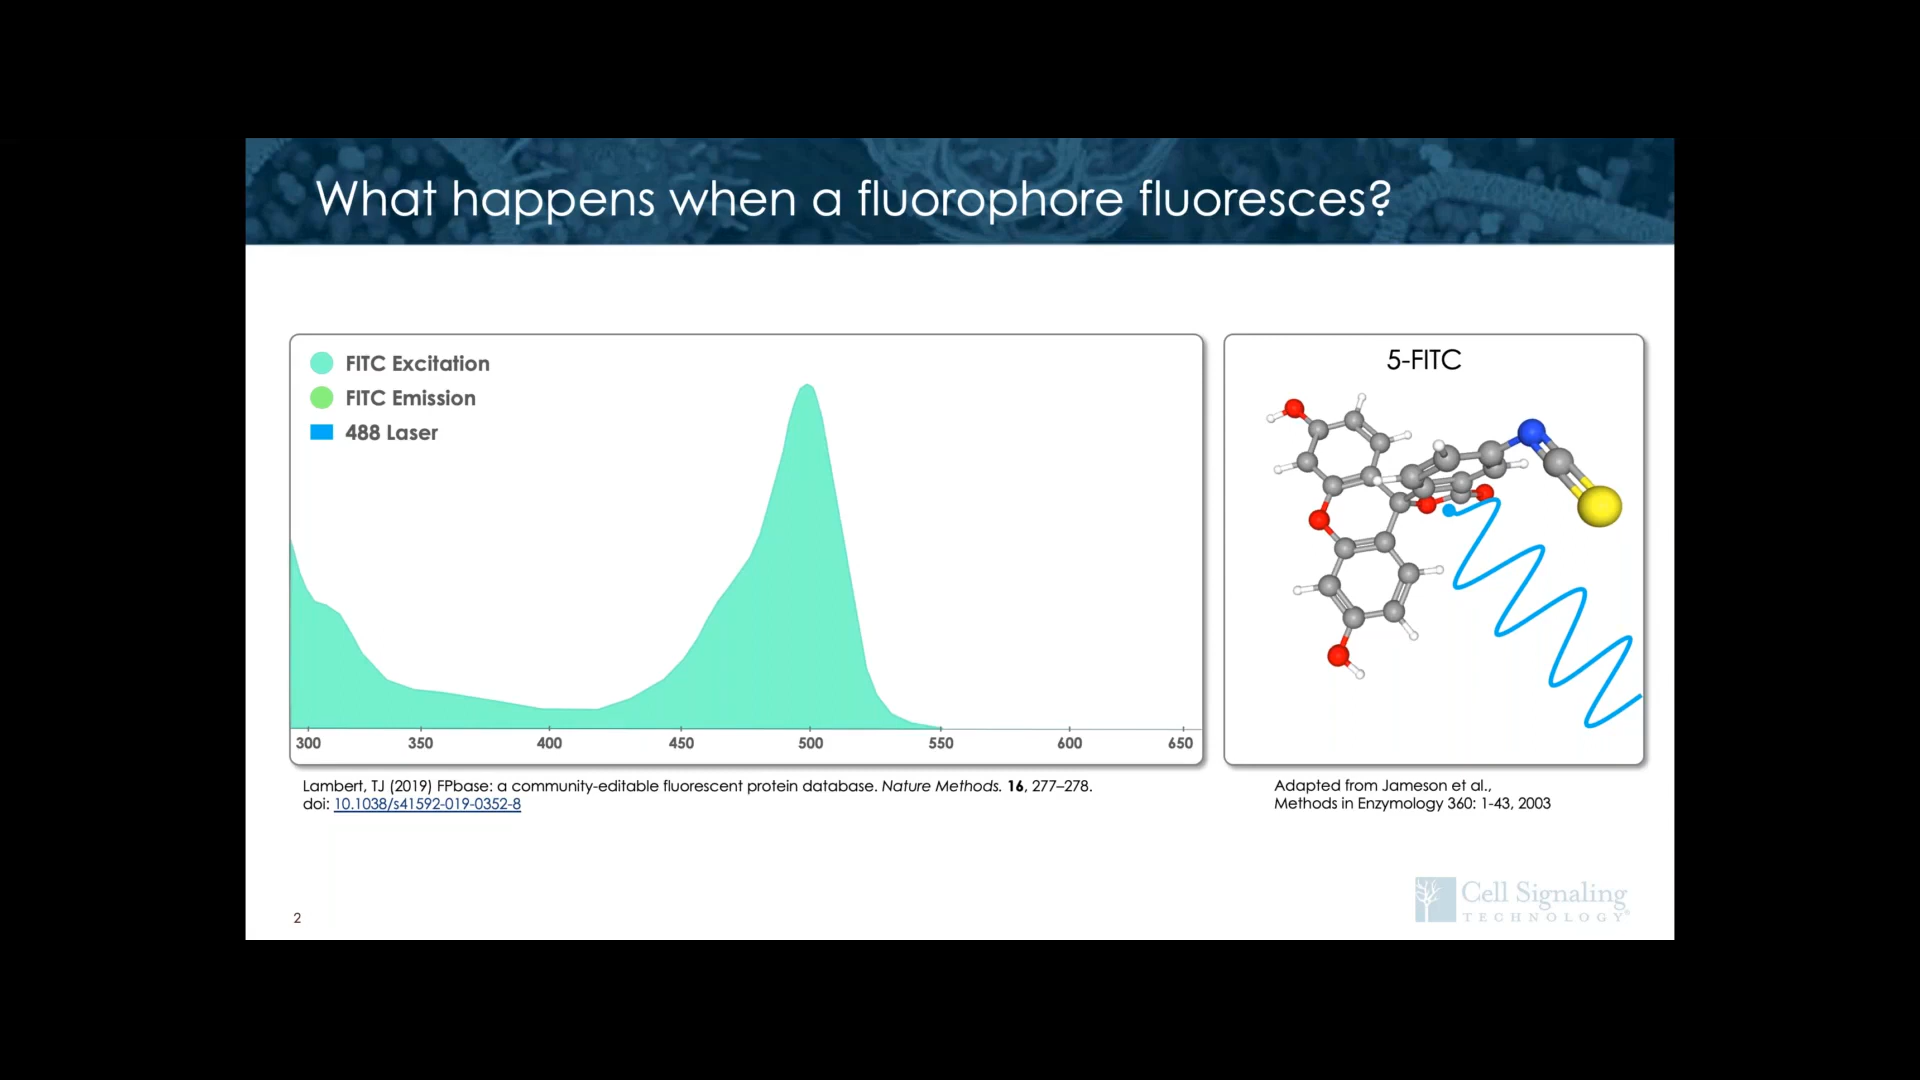 What happens when a fluorophore fluoresces?
FITC Excitation
FITC Emission
488 Laser
300 350 400 450 500 550 600 650
5-FITC
Lambert, TJ (2019) FPbase: a community-editable fluorescent protein database. Nature Methods. 16, 277–278.
doi: 10.1038/s41592-019-0352-8
Adapted from Jameson et al.,
Methods in Enzymology 360: 1-43, 2003
2
Cell Signaling
TECHNOLOGY®